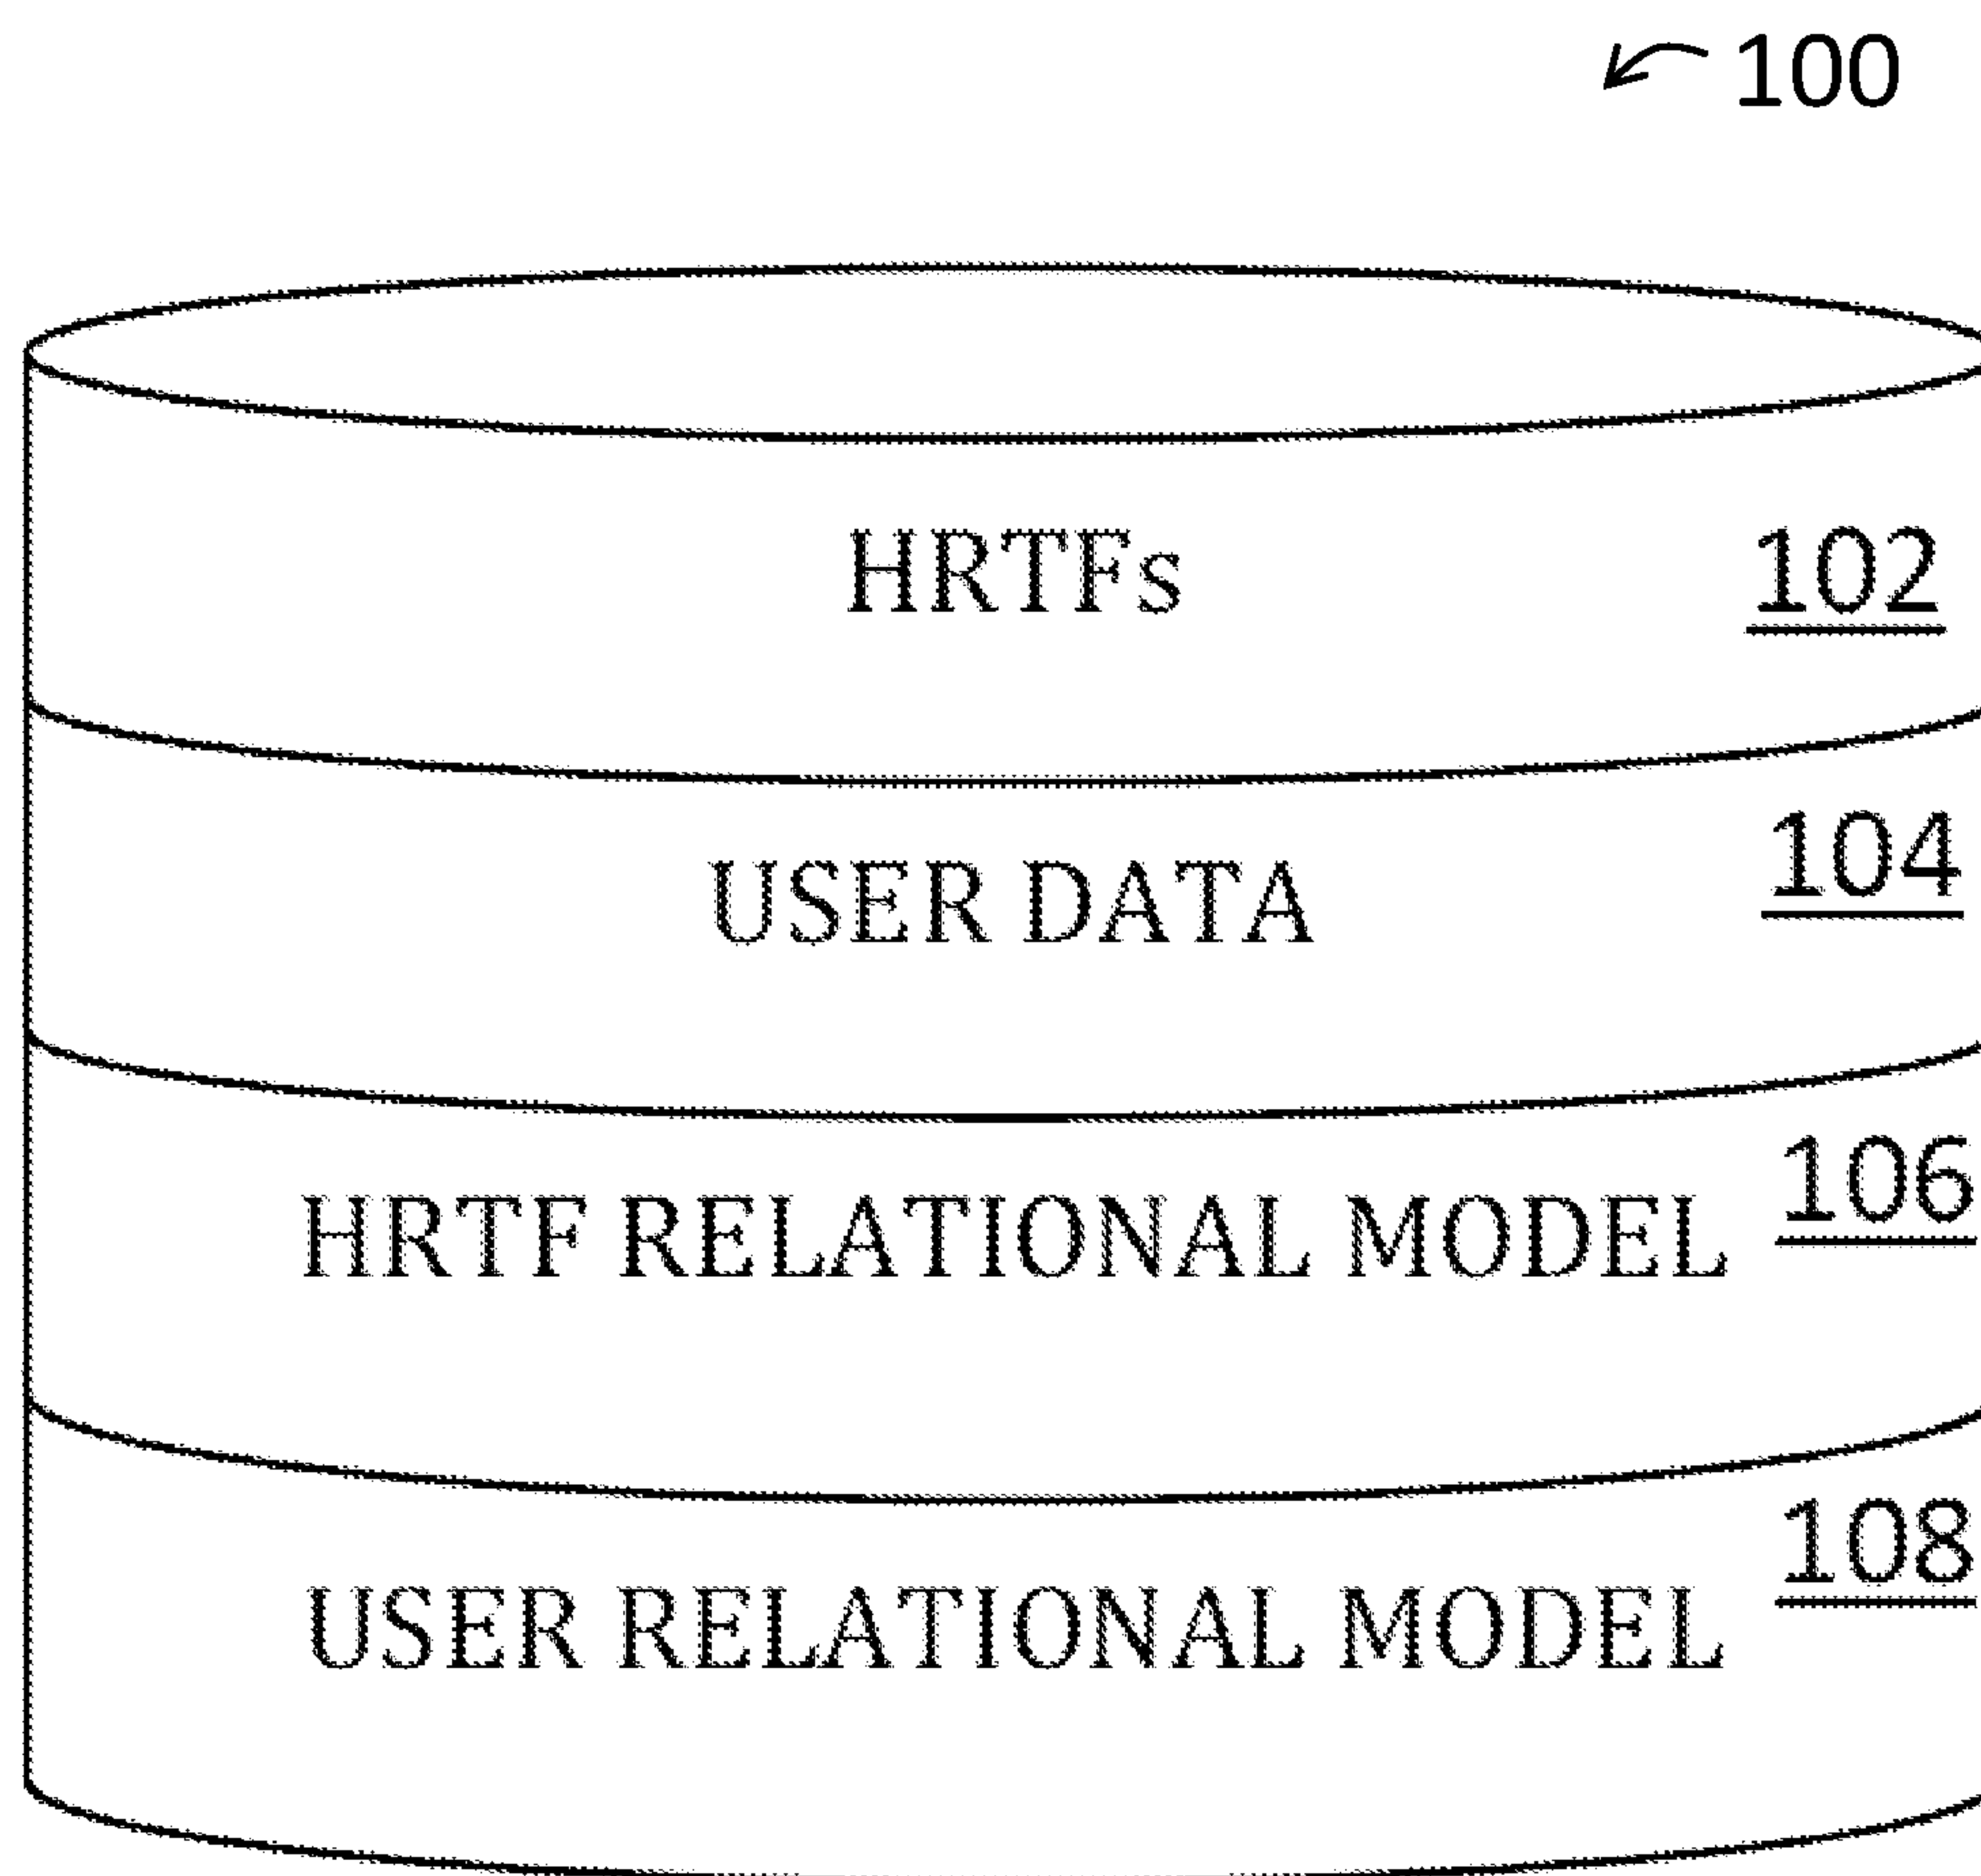 100
HRTFs 102
USER DATA 104
HRTF RELATIONAL MODEL 106
USER RELATIONAL MODEL 108